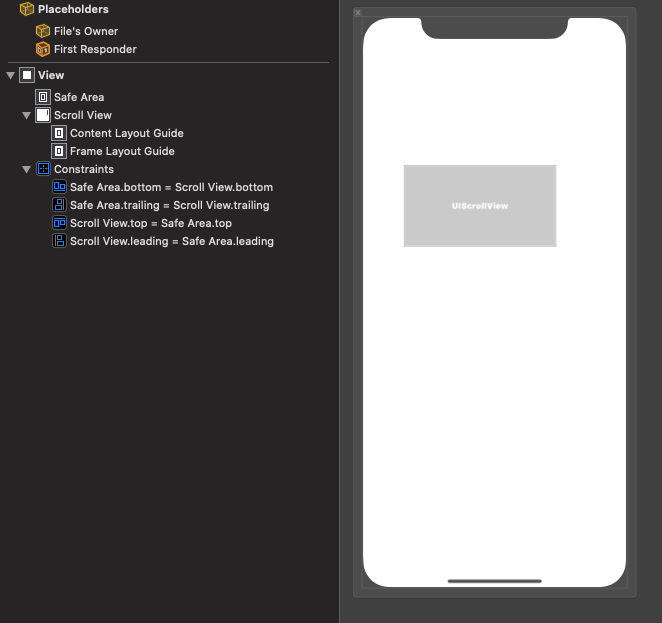 Placeholders
File's Owner
First Responder
View
Safe Area
Scroll View
Content Layout Guide
Frame Layout Guide
Constraints
Safe Area.bottom = Scroll View.bottom
Safe Area.trailing = Scroll View.trailing
Scroll View.top = Safe Area.top
Scroll View.leading = Safe Area.leading
UIScrollView